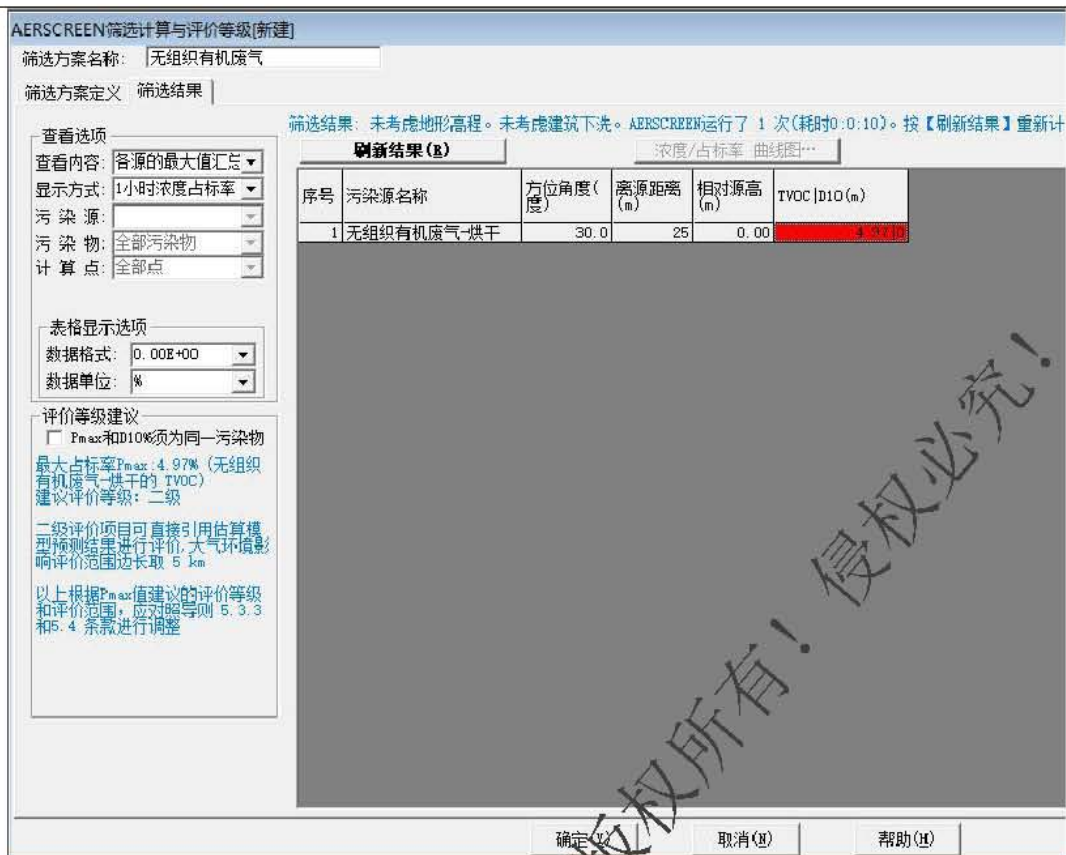 AERSCREEN筛选计算与评价等级[新建]
筛选方案名称: 无组织有机废气
筛选方案定义 筛选结果
筛选结果: 未考虑地形高程。未考虑建筑下洗。AERSCREEN运行了 1 次(耗时0:0:10)。按【刷新结果】重新计
查看选项
查看内容: 各源的最大值汇总
显示方式: 1小时浓度占标率
污 染 源:
污 染 物: 全部污染物
计 算 点: 全部点
表格显示选项
数据格式: 0.00E+00
数据单位: %
评价等级建议
Pmax和D10%须为同一污染物
最大占标率Pmax:4.97% (无组织
有机废气-烘干的 TVOC)
建议评价等级: 二级
二级评价项目可直接引用估算模
型预测结果进行评价,大气环境影
响评价范围边长取 5 km
以上根据Pmax值建议的评价等级
和评价范围,应对照导则 5.3.3
和5.4 条款进行调整
刷新结果(R) 浓度/占标率 曲线图…
序号 污染源名称 方位角度(度) 离源距离(m) 相对源高(m) TVOC|D10(m)
1 无组织有机废气-烘干 30.0 25 0.00 4.97|0
确定(Y) 取消(N) 帮助(H)
版权所有！侵权必究！